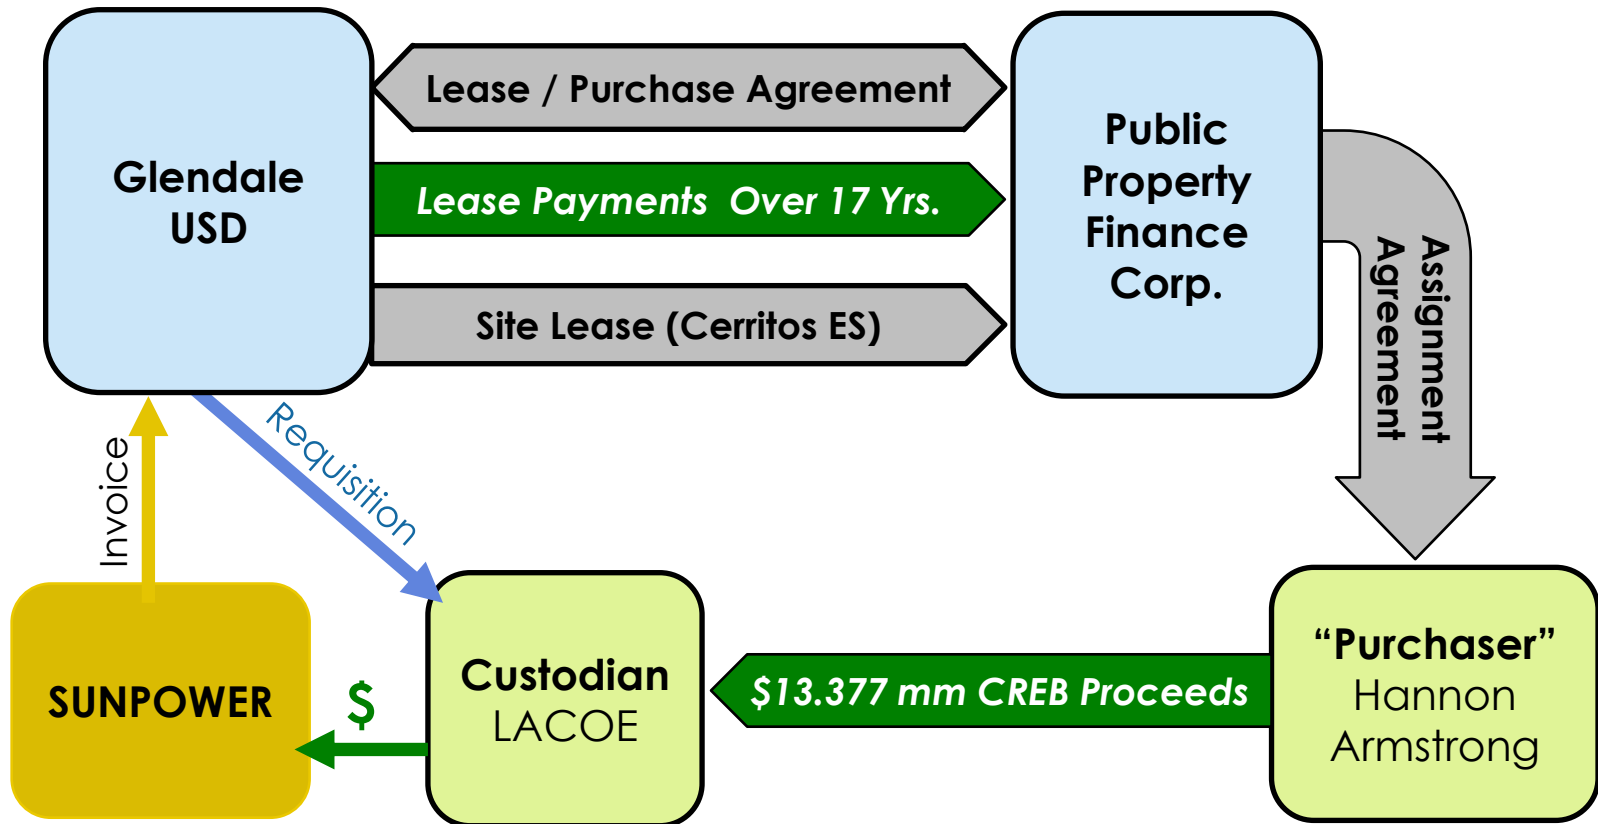 Glendale
USD
Lease / Purchase Agreement
Lease Payments  Over 17 Yrs.
Site Lease (Cerritos ES)
Public
Property
Finance
Corp.
Assignment
Agreement
Invoice
Requisition
SUNPOWER
$
Custodian
LACOE
$13.377 mm CREB Proceeds
“Purchaser”
Hannon
Armstrong